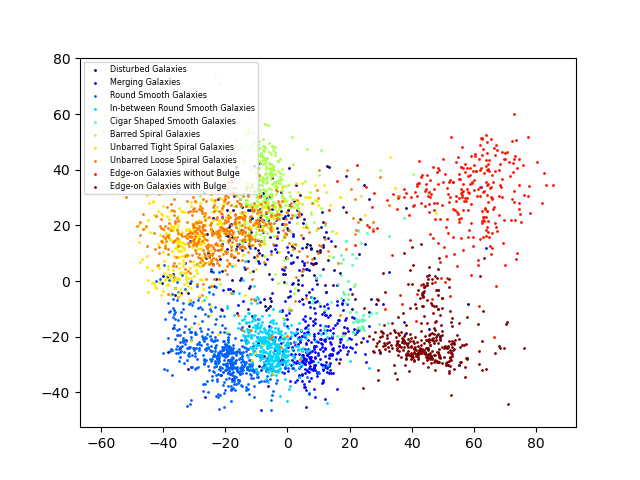 80
60
40
20
0
−20
−40
−60
−40
−20
0
20
40
60
80
Disturbed Galaxies
Merging Galaxies
Round Smooth Galaxies
In-between Round Smooth Galaxies
Cigar Shaped Smooth Galaxies
Barred Spiral Galaxies
Unbarred Tight Spiral Galaxies
Unbarred Loose Spiral Galaxies
Edge-on Galaxies without Bulge
Edge-on Galaxies with Bulge